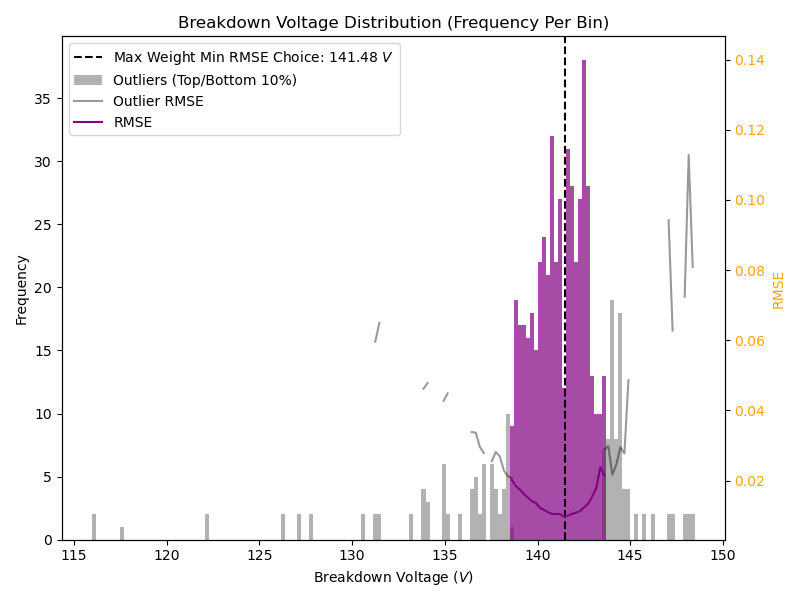 Breakdown Voltage Distribution (Frequency Per Bin)
Max Weight Min RMSE Choice: 141.48 V
Outliers (Top/Bottom 10%)
Outlier RMSE
RMSE
Frequency
35
30
25
20
15
10
5
0
0.14
0.12
0.10
0.08
0.06
0.04
0.02
RMSE
115
120
125
130
135
140
145
150
Breakdown Voltage (V)